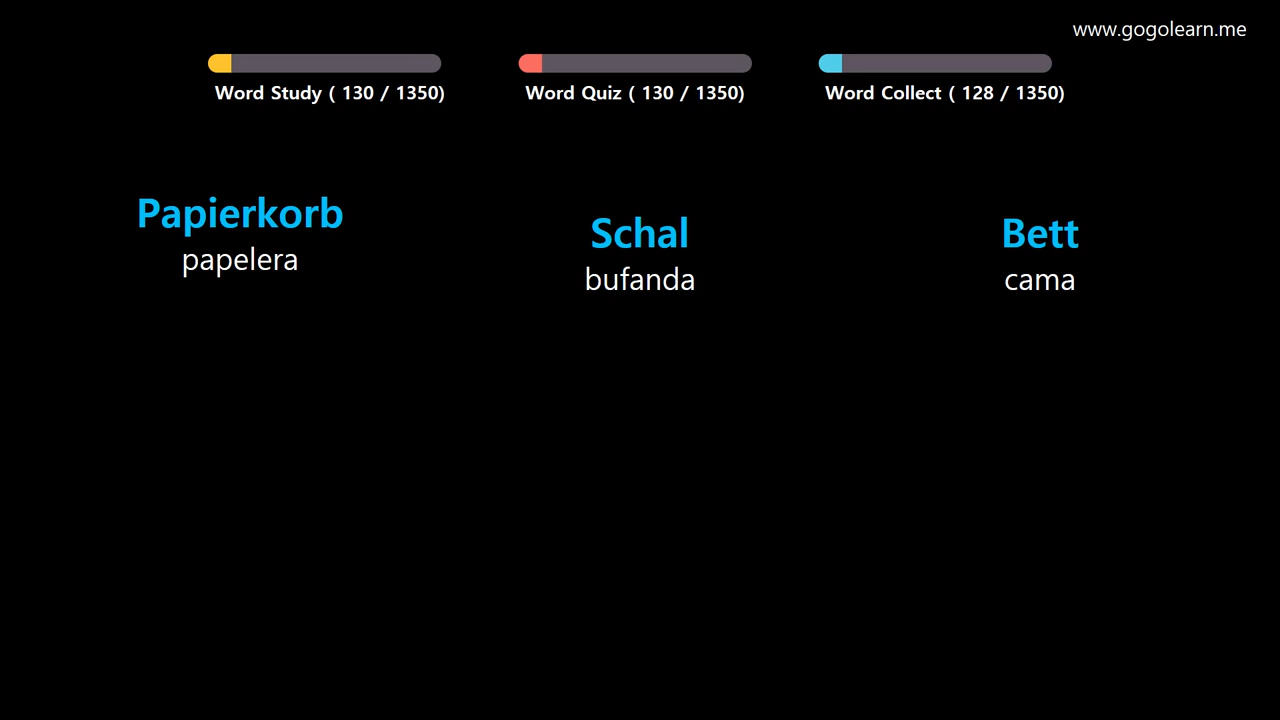 www.gogolearn.me
Word Study ( 130 / 1350)
Word Quiz ( 130 / 1350)
Word Collect ( 128 / 1350)
Papierkorb
papelera
Schal
bufanda
Bett
cama